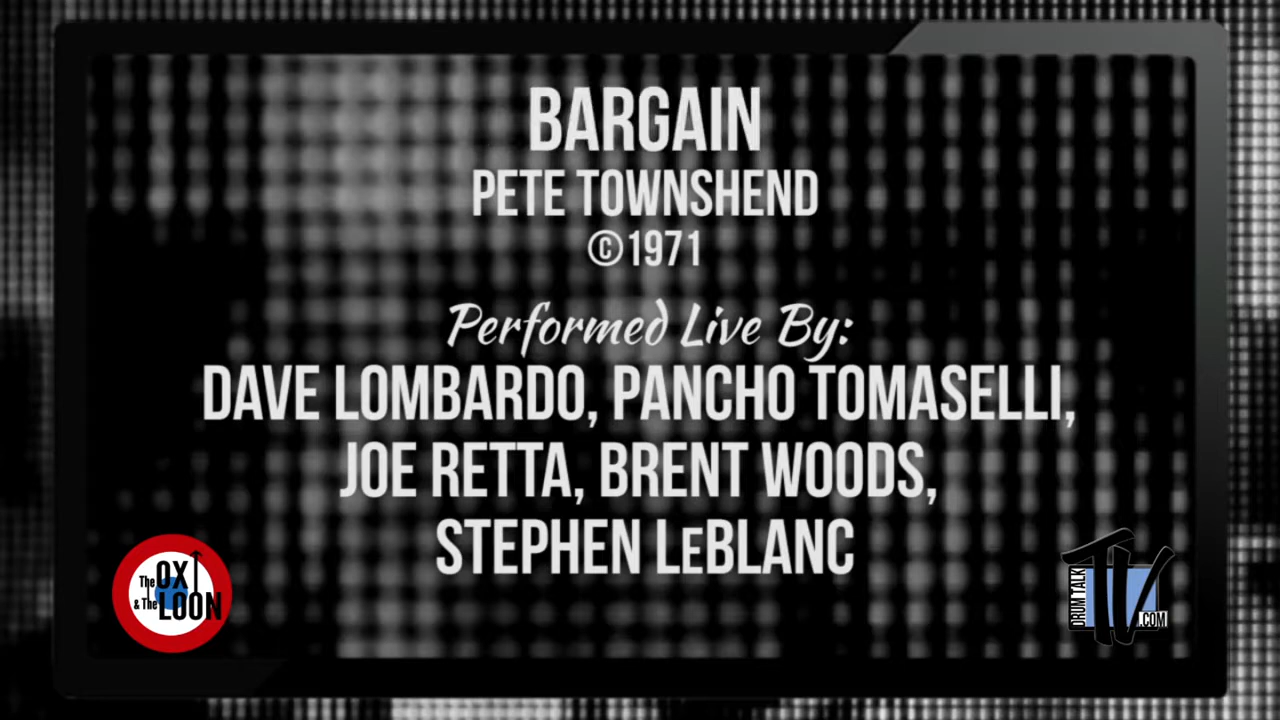 BARGAIN
PETE TOWNSHEND
©1971
Performed Live By:
DAVE LOMBARDO, PANCHO TOMASELLI,
JOE RETTA, BRENT WOODS,
STEPHEN LeBLANC
The OX
& The LOON
DRUM TALK
TV
.COM